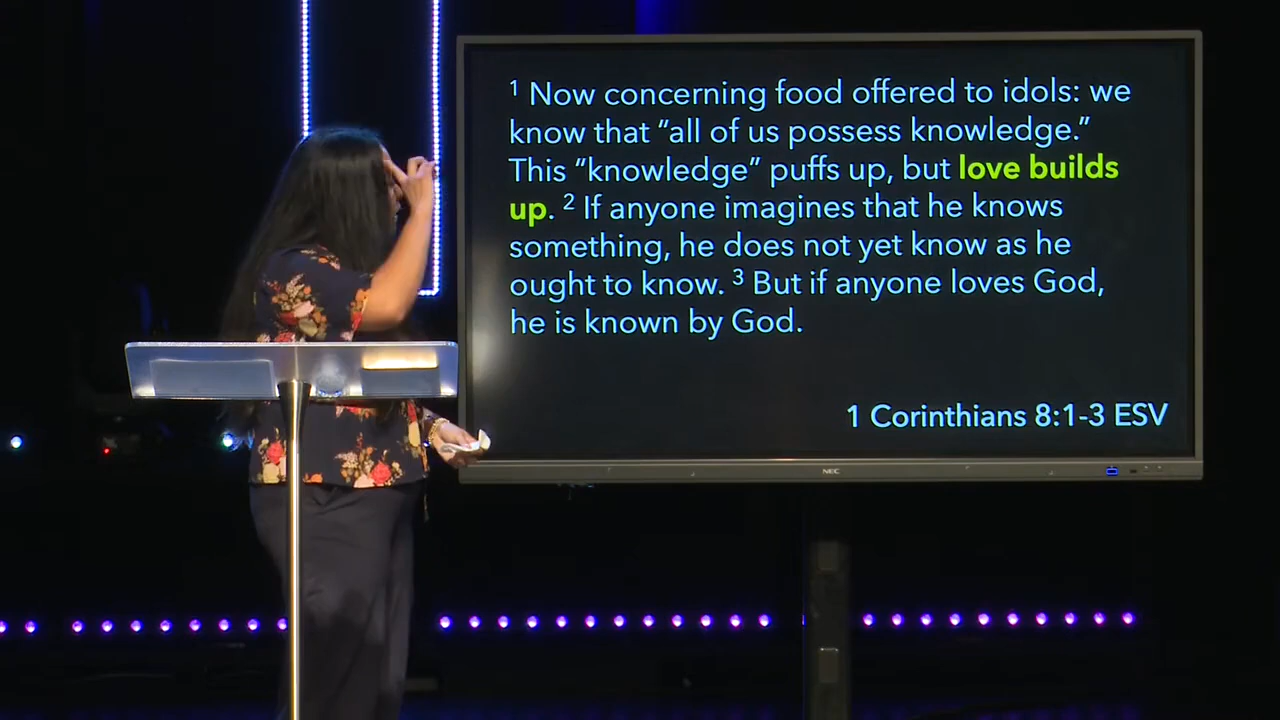 1 Now concerning food offered to idols: we
know that “all of us possess knowledge.”
This “knowledge” puffs up, but love builds
up. 2 If anyone imagines that he knows
something, he does not yet know as he
ought to know. 3 But if anyone loves God,
he is known by God.
1 Corinthians 8:1-3 ESV
NEC